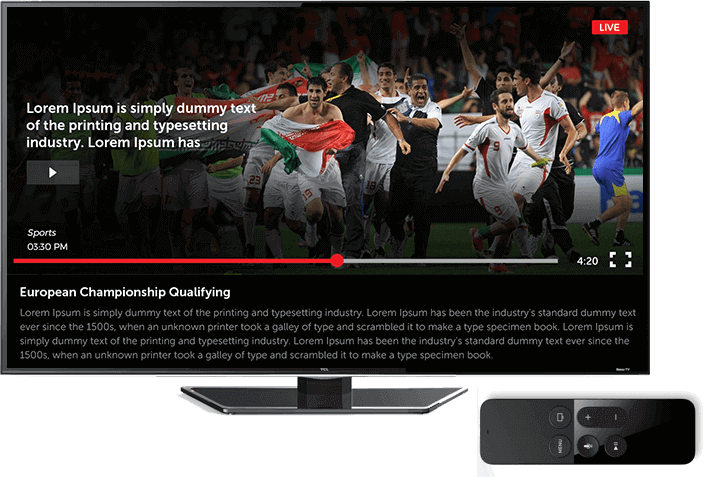 LIVE
Lorem Ipsum is simply dummy text
of the printing and typesetting
industry. Lorem Ipsum has
Sports
03:30 PM
4:20
European Championship Qualifying
Lorem Ipsum is simply dummy text of the printing and typesetting industry. Lorem Ipsum has been the industry's standard dummy text
ever since the 1500s, when an unknown printer took a galley of type and scrambled it to make a type specimen book. Lorem Ipsum is
simply dummy text of the printing and typesetting industry. Lorem Ipsum has been the industry's standard dummy text ever since the
1500s, when an unknown printer took a galley of type and scrambled it to make a type specimen book.
TCL
Roku TV
MENU